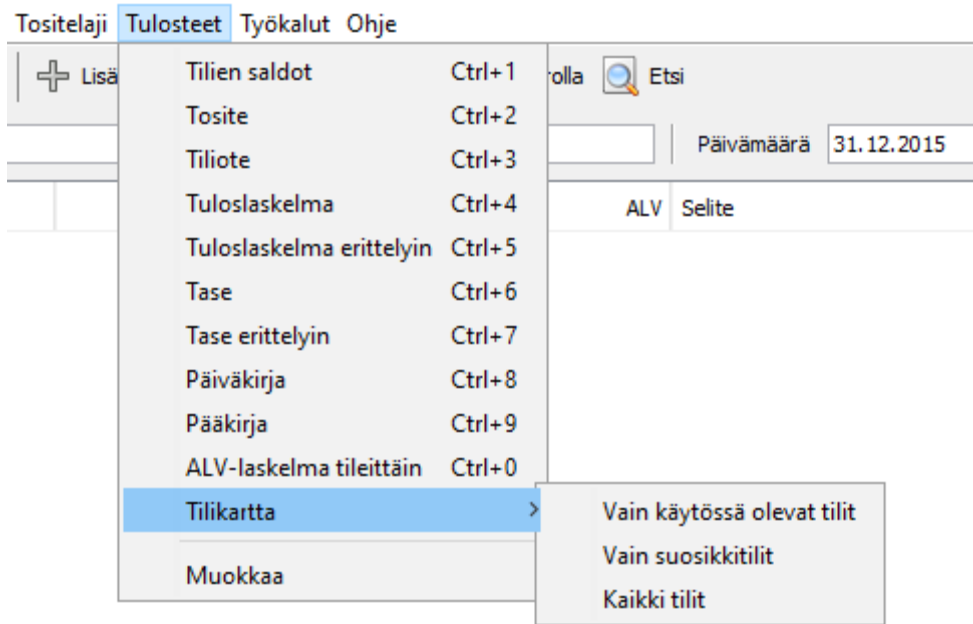 Tositelaji Tulosteet Työkalut Ohje
Lisä
Etsi
Päivämäärä 31.12.2015
ALV Selite
Tilien saldot Ctrl+1
Tosite Ctrl+2
Tiliote Ctrl+3
Tuloslaskelma Ctrl+4
Tuloslaskelma erittelyin Ctrl+5
Tase Ctrl+6
Tase erittelyin Ctrl+7
Päiväkirja Ctrl+8
Pääkirja Ctrl+9
ALV-laskelma tileittäin Ctrl+0
Tilikartta
Muokkaa
Vain käytössä olevat tilit
Vain suosikkitilit
Kaikki tilit